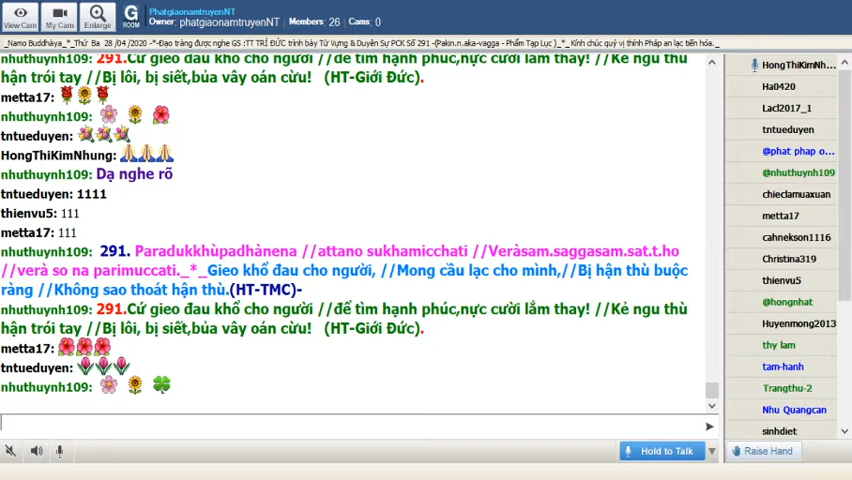 PhatgiaonamtruyenNT
Owner: phatgiaonamtruyenNT Members: 26 Cams: 0
View Cam My Cam Enlarge G ROOM
_Namo Buddhàya_*_Thứ Ba 28 /04 /2020 -*-Đạo tràng được nghe GS :TT TRÍ ĐỨC trình bày Từ Vựng & Duyên Sự PCK Số 291 -(Pakin.n.aka-vagga - Phẩm Tạp Lục )_*_ Kính chúc quý vị thính Pháp an lạc tiến hóa._
nhuthuynh109: 291.Cứ gieo đau khổ cho người //để tìm hạnh phúc,nực cười lắm thay! //Kẻ ngu thù
hận trói tay //Bị lôi, bị siết,bủa vây oán cừu! (HT-Giới Đức).
metta17:
nhuthuynh109:
tntueduyen:
HongThiKimNhung:
nhuthuynh109: Dạ nghe rõ
tntueduyen: 1111
thienvu5: 111
metta17: 111
nhuthuynh109: 291. Paradukkhùpadhànena //attano sukhamicchati //Veràsam.saggasam.sat.t.ho
//verà so na parimuccati._*_Gieo khổ đau cho người, //Mong cầu lạc cho mình,//Bị hận thù buộc
ràng //Không sao thoát hận thù.(HT-TMC)-
nhuthuynh109: 291.Cứ gieo đau khổ cho người //để tìm hạnh phúc,nực cười lắm thay! //Kẻ ngu thù
hận trói tay //Bị lôi, bị siết,bủa vây oán cừu! (HT-Giới Đức).
metta17:
tntueduyen:
nhuthuynh109:
HongThiKimNh...
Ha0420
Lacl2017_1
tntueduyen
@phat phap o...
@nhuthuynh109
chieclamuaxuan
metta17
cahnekson1116
Christina319
thienvu5
@hongnhat
Huyenmong2013
thy lam
tam-hanh
Trangthu-2
Nhu Quangcan
sinhdiet
Hold to Talk
Raise Hand